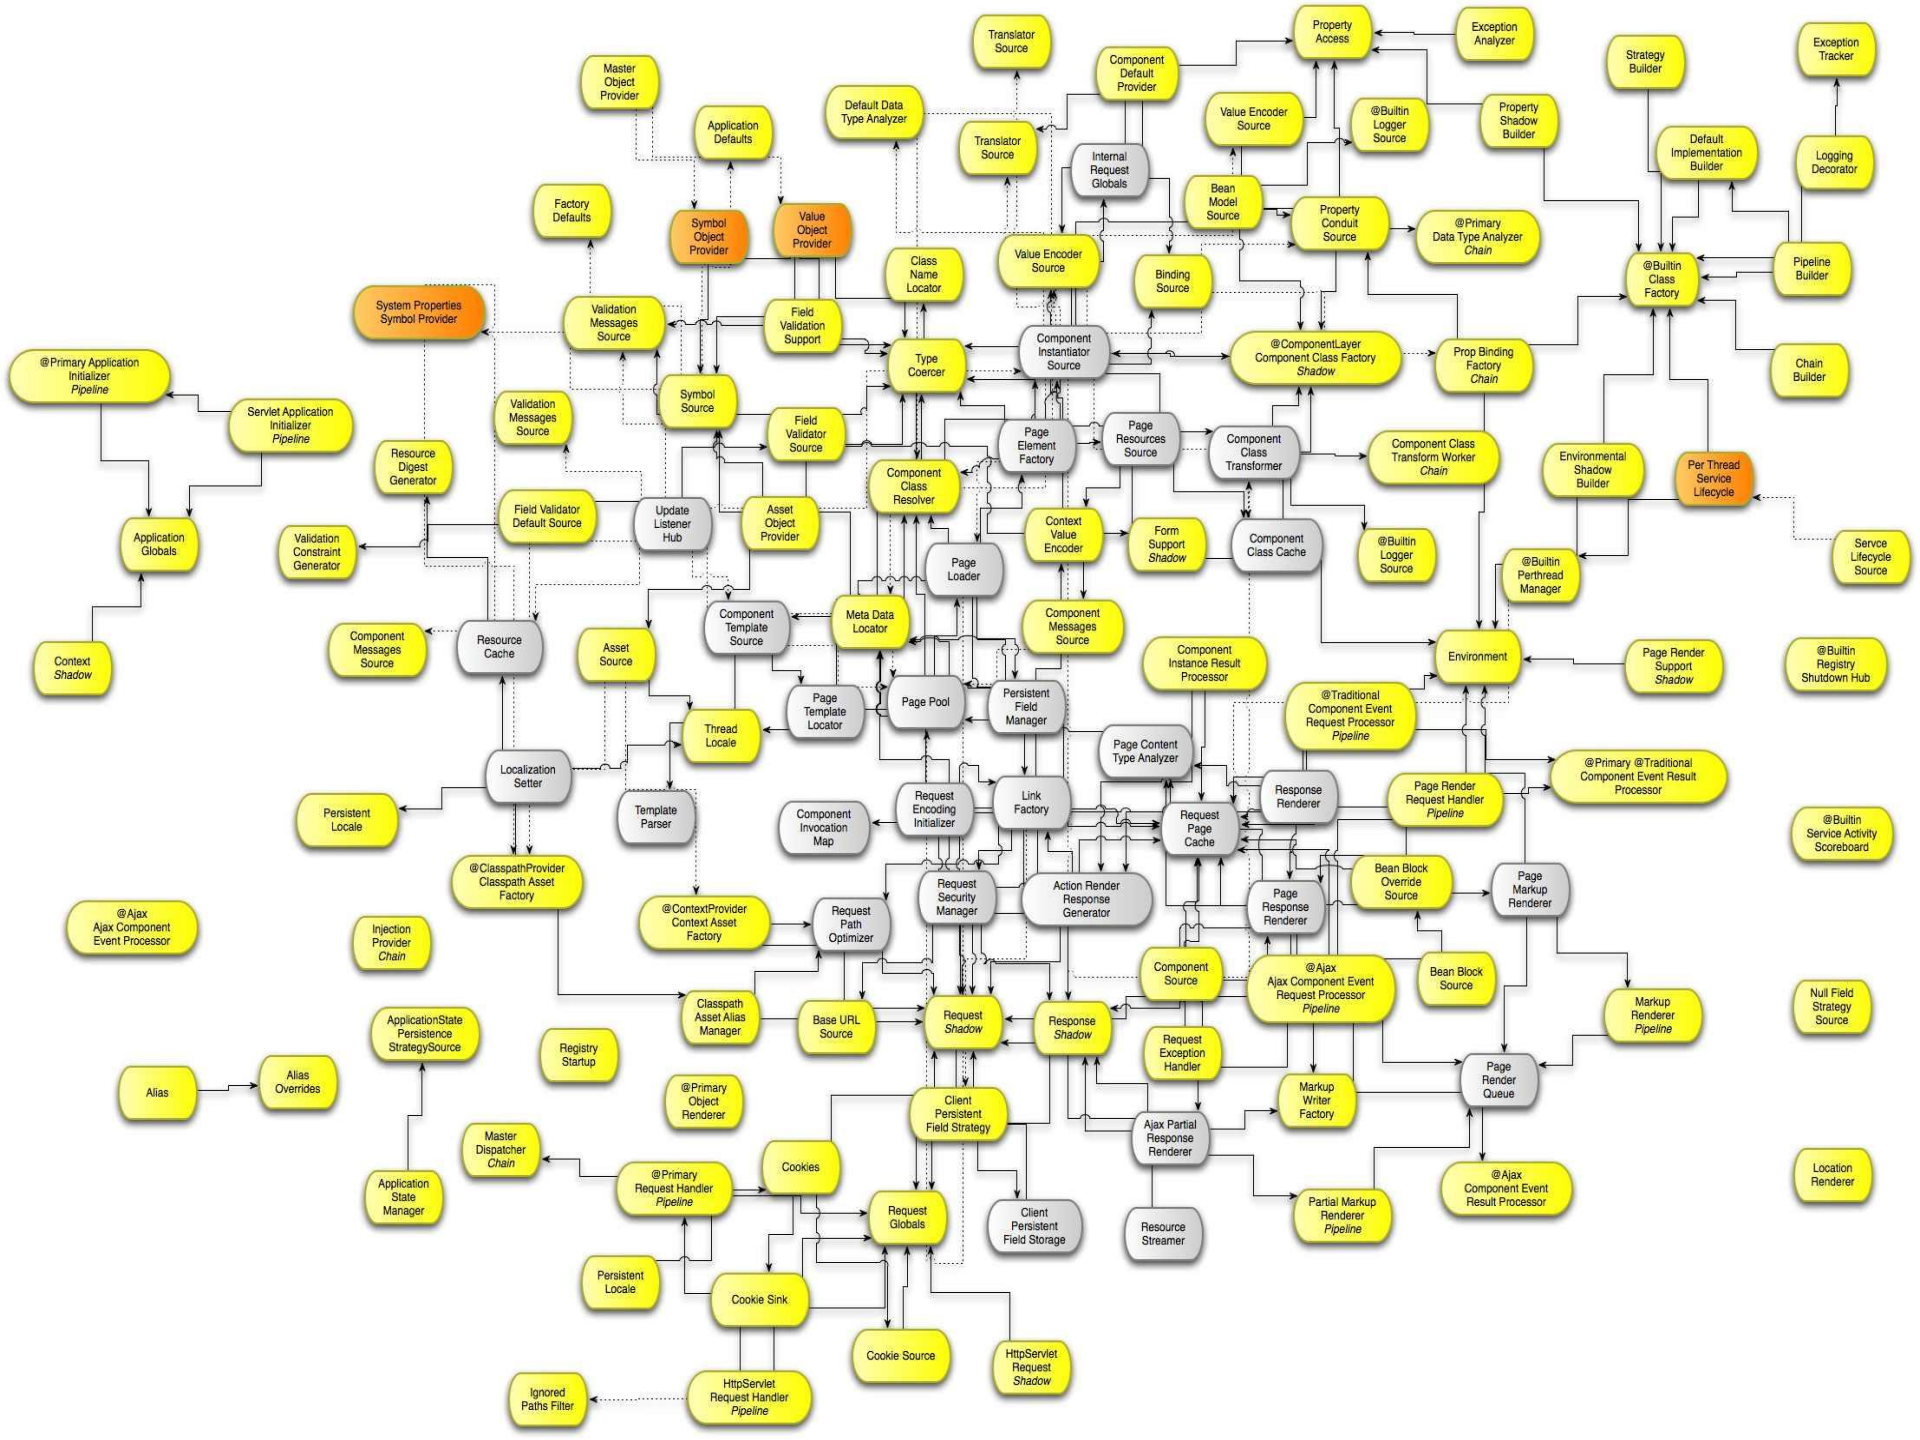 Translator
Source
Property
Access
Exception
Analyzer
Strategy
Builder
Exception
Tracker
Master
Object
Provider
Component
Default
Provider
Default Data
Type Analyzer
Application
Defaults
Translator
Source
Value Encoder
Source
@Builtin
Logger
Source
Property
Shadow
Builder
Default
Implementation
Builder
Logging
Decorator
Internal
Request
Globals
Factory
Defaults
Symbol
Object
Provider
Value
Object
Provider
Bean
Model
Source
Property
Conduit
Source
@Primary
Data Type Analyzer
Chain
Class
Name
Locator
Value Encoder
Source
Binding
Source
@Builtin
Class
Factory
Pipeline
Builder
System Properties
Symbol Provider
Validation
Messages
Source
Field
Validation
Support
Type
Coercer
Component
Instantiator
Source
@ComponentLayer
Component Class Factory
Shadow
Prop Binding
Factory
Chain
Chain
Builder
@Primary Application
Initializer
Pipeline
Servlet Application
Initializer
Pipeline
Validation
Messages
Source
Symbol
Source
Field
Validator
Source
Page
Element
Factory
Page
Resources
Source
Component
Class
Transformer
Component Class
Transform Worker
Chain
Environmental
Shadow
Builder
Per Thread
Service
Lifecycle
Resource
Digest
Generator
Component
Class
Resolver
Application
Globals
Validation
Constraint
Generator
Field Validator
Default Source
Update
Listener
Hub
Asset
Object
Provider
Context
Value
Encoder
Form
Support
Shadow
Component
Class Cache
@Builtin
Logger
Source
@Builtin
Perthread
Manager
Servce
Lifecycle
Source
Page
Loader
Context
Shadow
Component
Messages
Source
Resource
Cache
Asset
Source
Component
Template
Source
Meta Data
Locator
Component
Messages
Source
Component
Instance Result
Processor
Environment
Page Render
Support
Shadow
@Builtin
Registry
Shutdown Hub
Page
Template
Locator
Page Pool
Persistent
Field
Manager
@Traditional
Component Event
Request Processor
Pipeline
Thread
Locale
Page Content
Type Analyzer
@Primary @Traditional
Component Event Result
Processor
Localization
Setter
Persistent
Locale
Template
Parser
Component
Invocation
Map
Request
Encoding
Initializer
Link
Factory
Request
Page
Cache
Response
Renderer
Page Render
Request Handler
Pipeline
@Builtin
Service Activity
Scoreboard
@ClasspathProvider
Classpath Asset
Factory
Request
Security
Manager
Action Render
Response
Generator
Page
Response
Renderer
Bean Block
Override
Source
Page
Markup
Renderer
@Ajax
Ajax Component
Event Processor
Injection
Provider
Chain
@ContextProvider
Context Asset
Factory
Request
Path
Optimizer
Component
Source
@Ajax
Ajax Component Event
Request Processor
Pipeline
Bean Block
Source
Markup
Renderer
Pipeline
Null Field
Strategy
Source
ApplicationState
Persistence
StrategySource
Registry
Startup
Classpath
Asset Alias
Manager
Base URL
Source
Request
Shadow
Response
Shadow
Request
Exception
Handler
Alias
Alias
Overrides
@Primary
Object
Renderer
Client
Persistent
Field Strategy
Ajax Partial
Response
Renderer
Markup
Writer
Factory
Page
Render
Queue
Master
Dispatcher
Chain
Application
State
Manager
@Primary
Request Handler
Pipeline
Cookies
Request
Globals
Client
Persistent
Field Storage
Resource
Streamer
Partial Markup
Renderer
Pipeline
@Ajax
Component Event
Result Processor
Location
Renderer
Persistent
Locale
Cookie Sink
Cookie Source
HttpServlet
Request
Shadow
Ignored
Paths Filter
HttpServlet
Request Handler
Pipeline